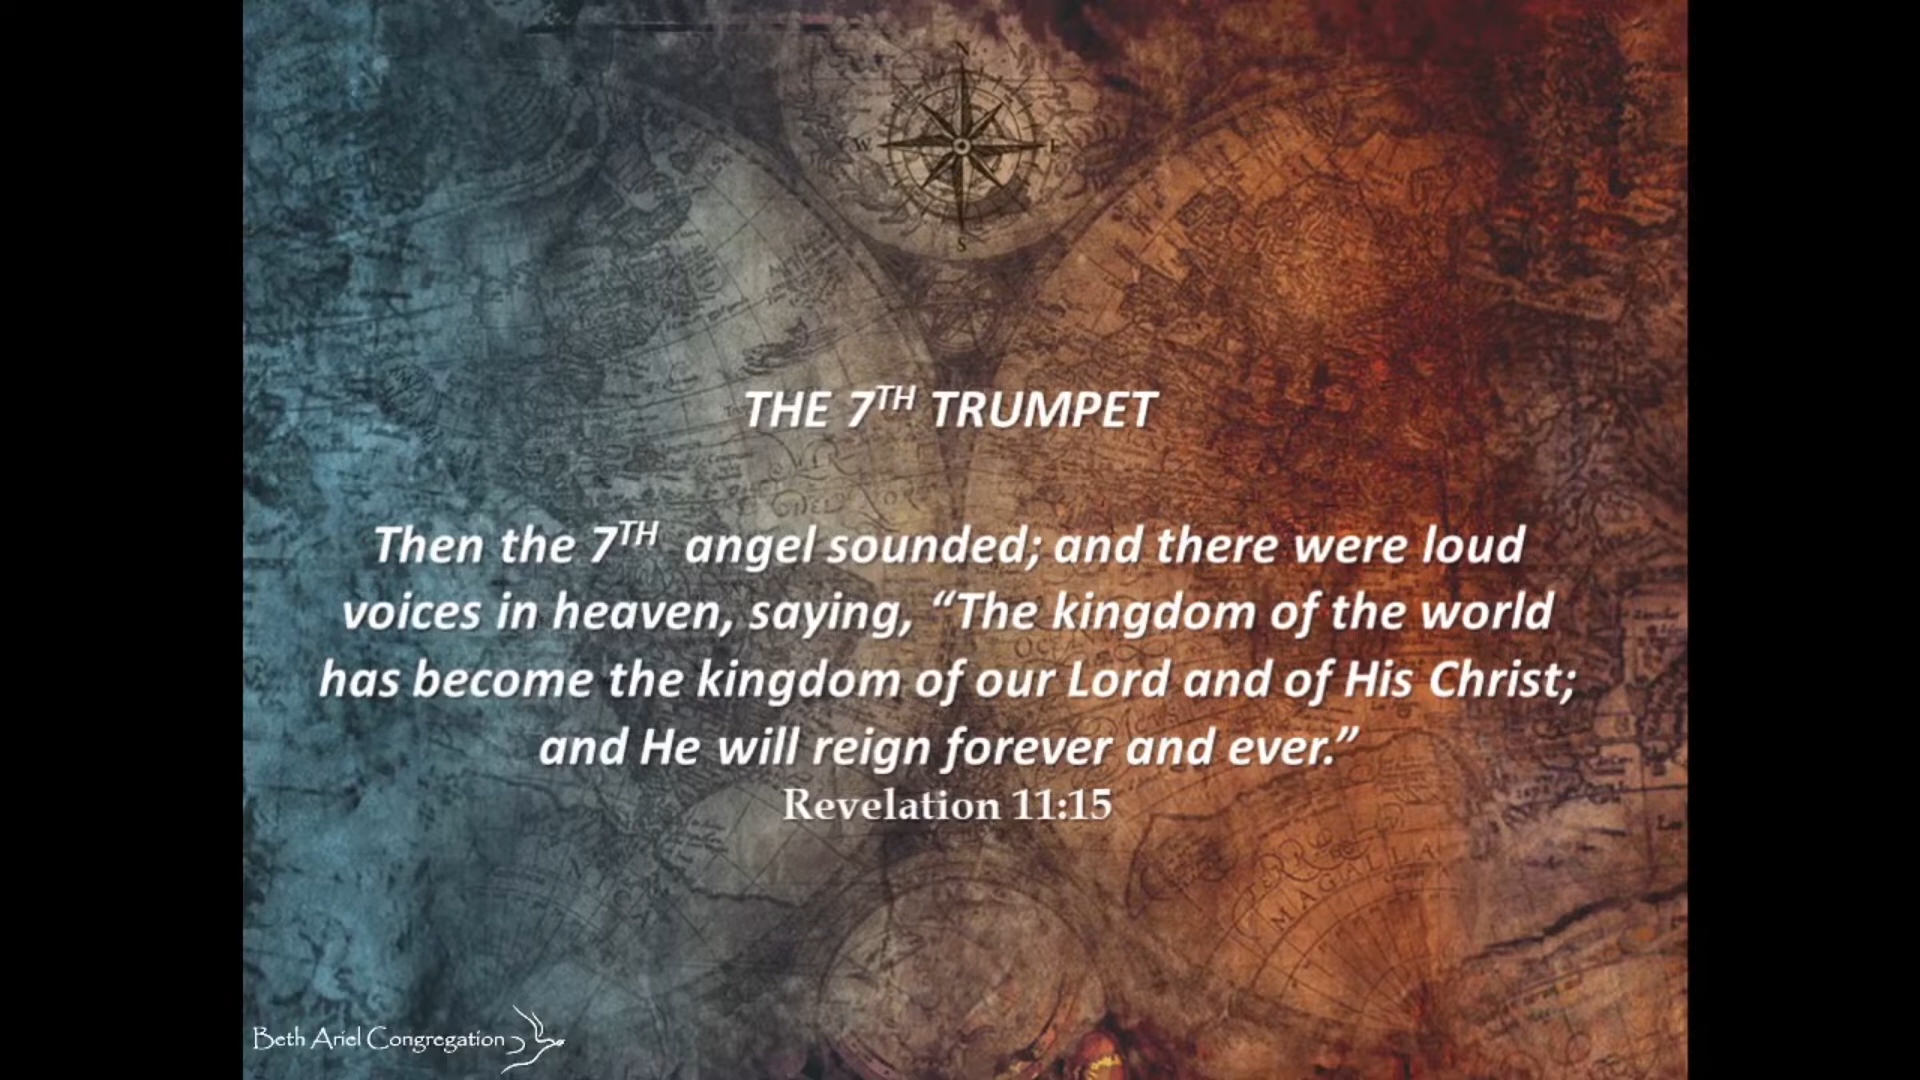 N
W E
S
THE 7TH TRUMPET
Then the 7TH angel sounded; and there were loud
voices in heaven, saying, “The kingdom of the world
has become the kingdom of our Lord and of His Christ;
and He will reign forever and ever.”
Revelation 11:15
MAGALLA
Beth Ariel Congregation